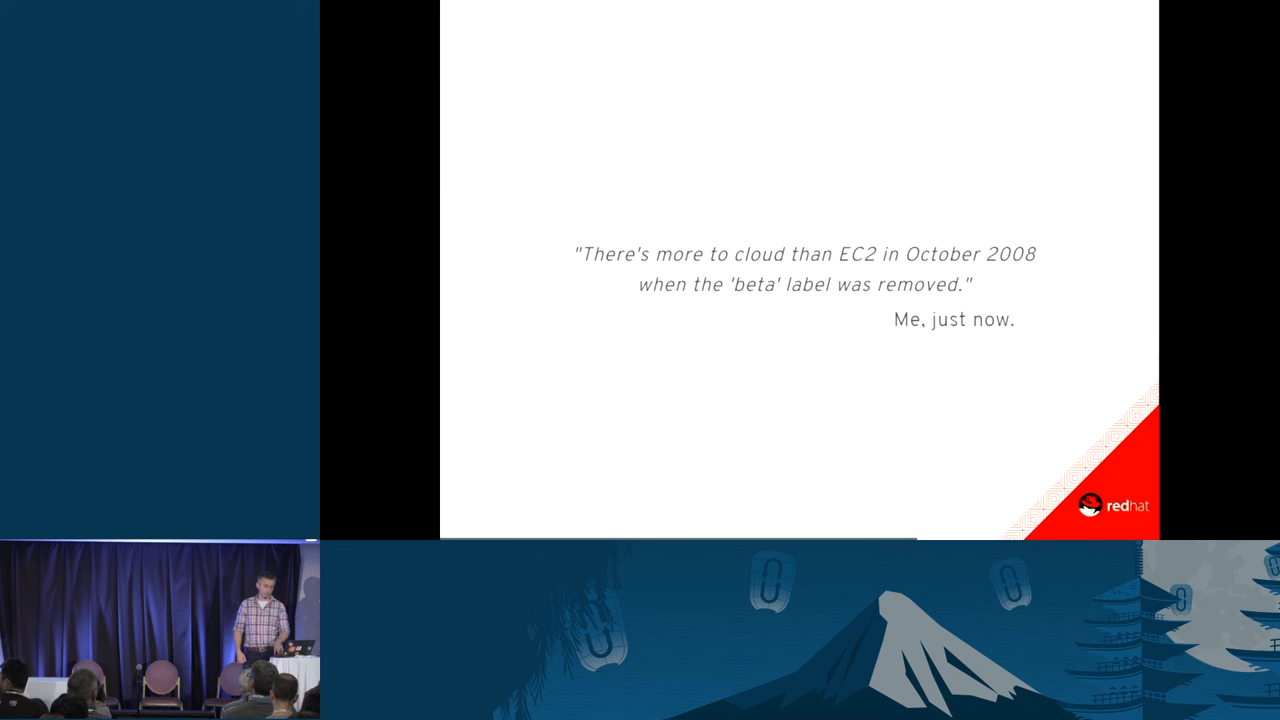 "There's more to cloud than EC2 in October 2008
when the 'beta' label was removed."
Me, just now.
redhat